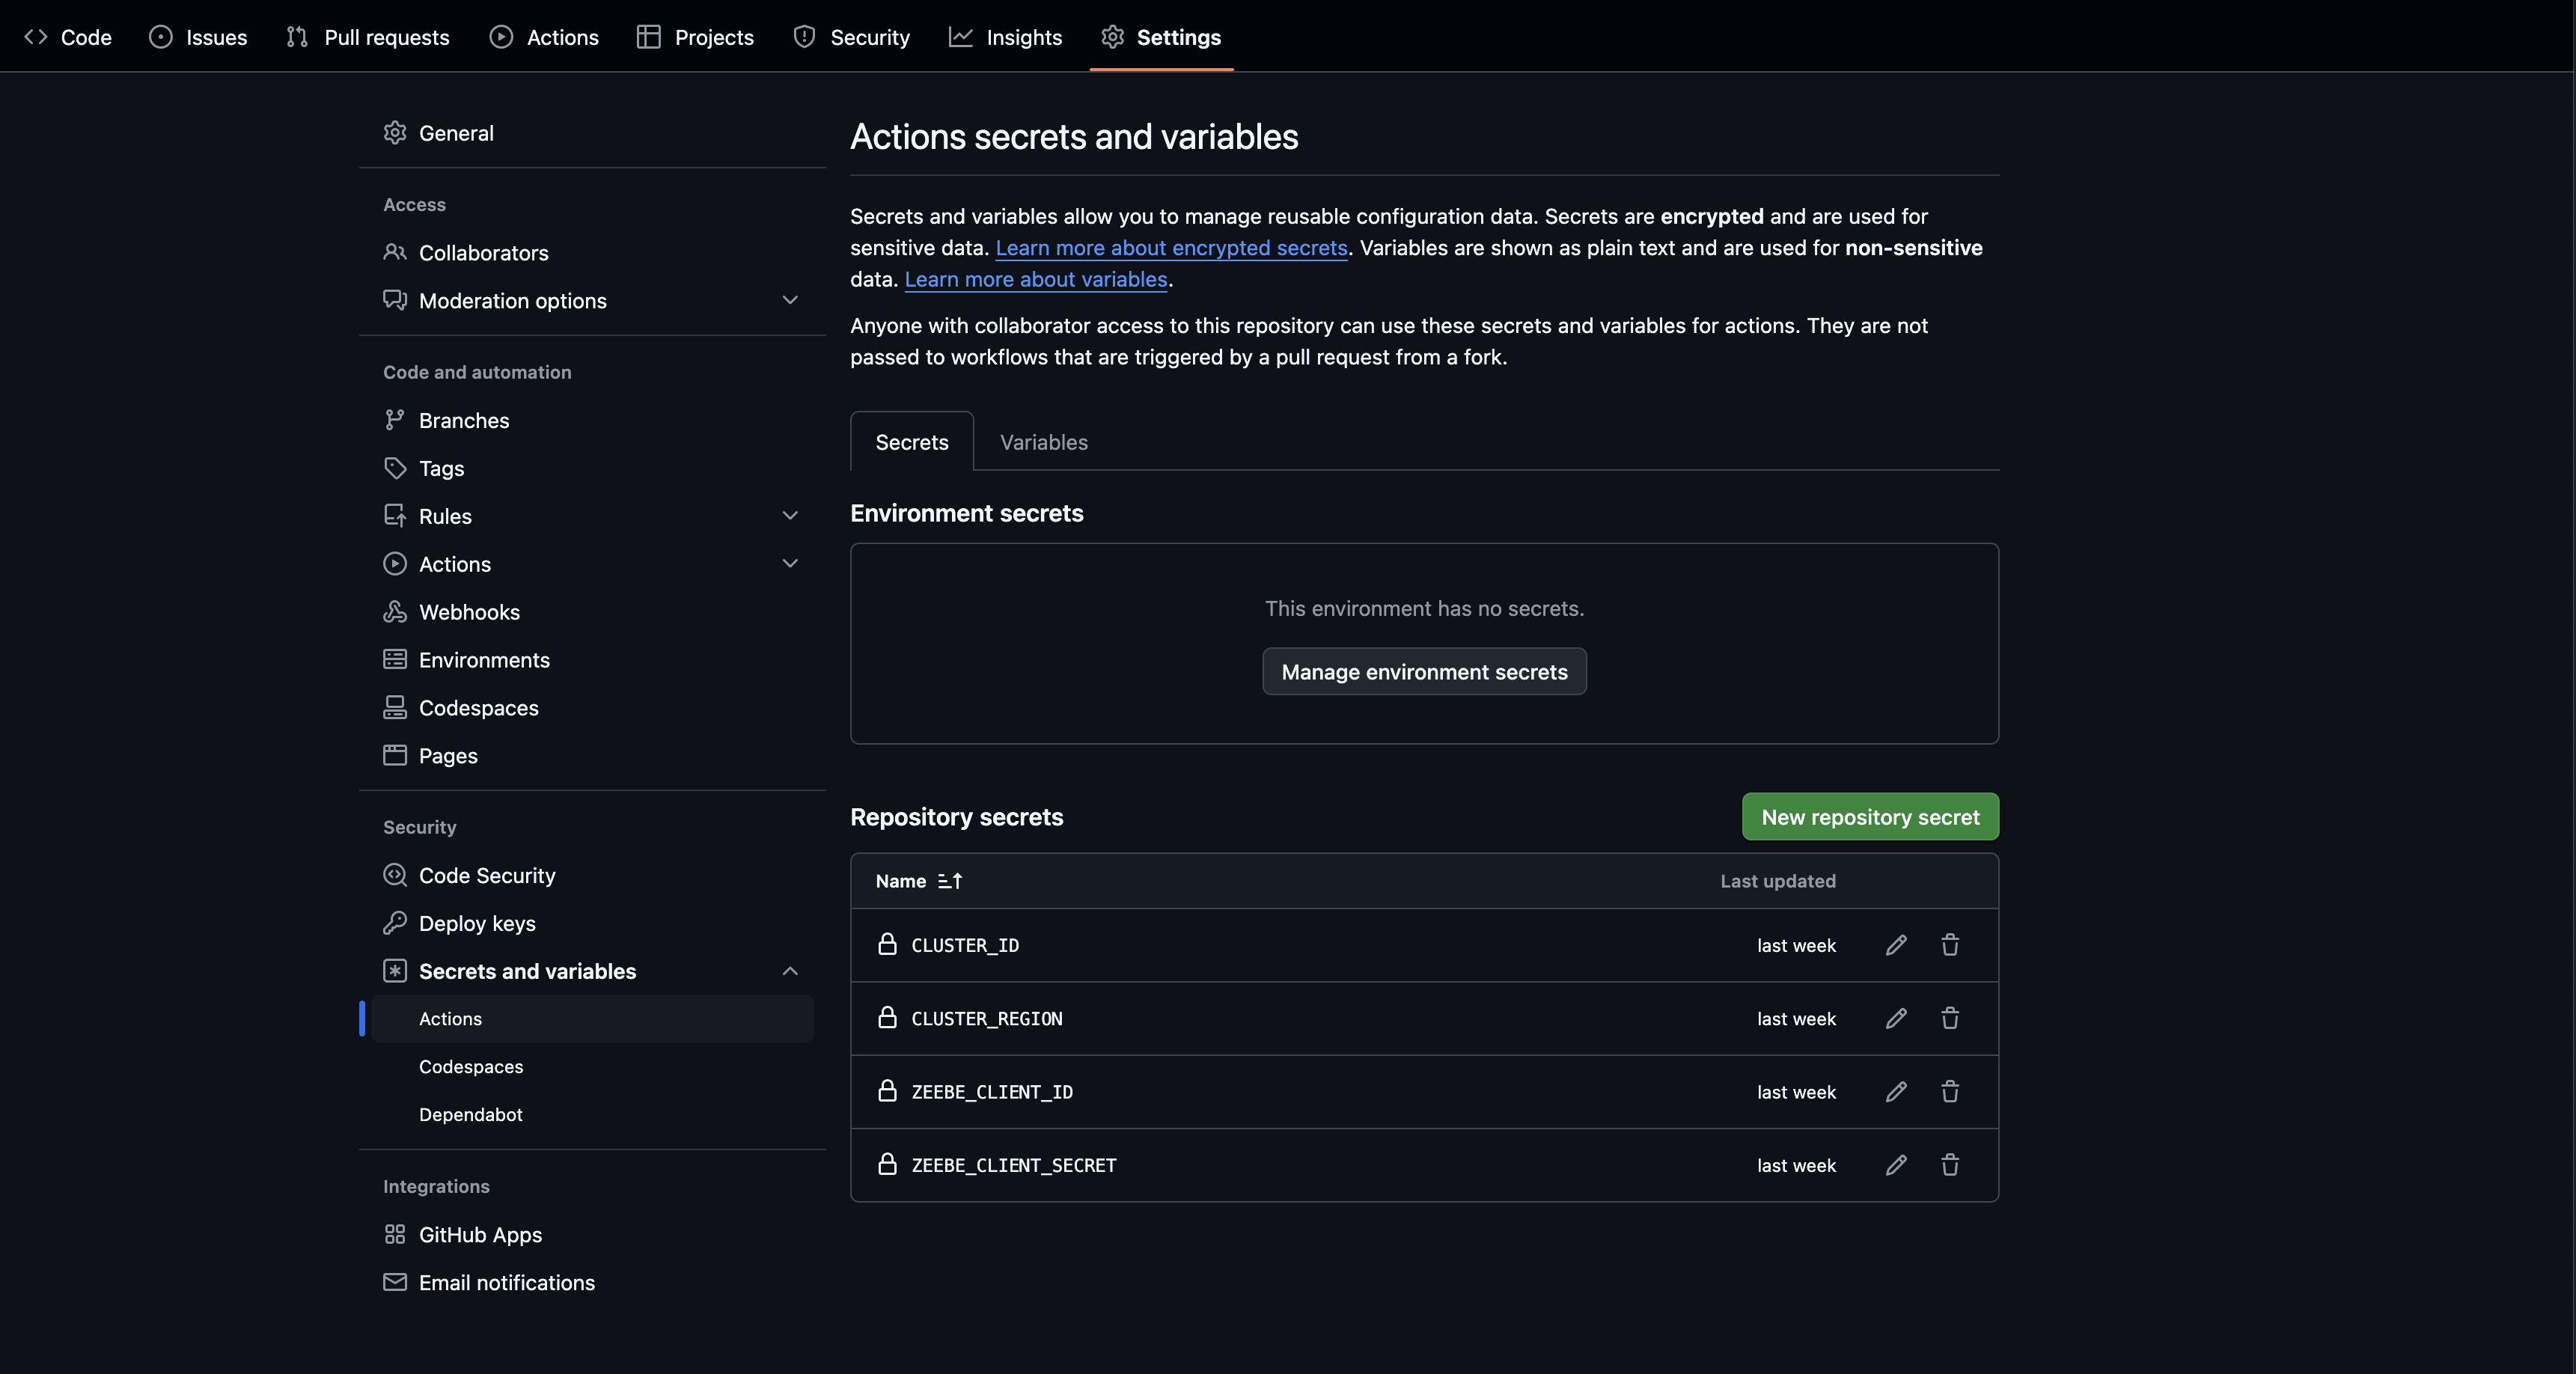 Code Issues Pull requests Actions Projects Security Insights Settings
General
Access
Collaborators
Moderation options
Code and automation
Branches
Tags
Rules
Actions
Webhooks
Environments
Codespaces
Pages
Security
Code Security
Deploy keys
Secrets and variables
Actions
Codespaces
Dependabot
Integrations
GitHub Apps
Email notifications
Actions secrets and variables
Secrets and variables allow you to manage reusable configuration data. Secrets are encrypted and are used for
sensitive data. Learn more about encrypted secrets. Variables are shown as plain text and are used for non-sensitive
data. Learn more about variables.
Anyone with collaborator access to this repository can use these secrets and variables for actions. They are not
passed to workflows that are triggered by a pull request from a fork.
Secrets Variables
Environment secrets
This environment has no secrets.
Manage environment secrets
Repository secrets New repository secret
Name Last updated
CLUSTER_ID last week
CLUSTER_REGION last week
ZEEBE_CLIENT_ID last week
ZEEBE_CLIENT_SECRET last week